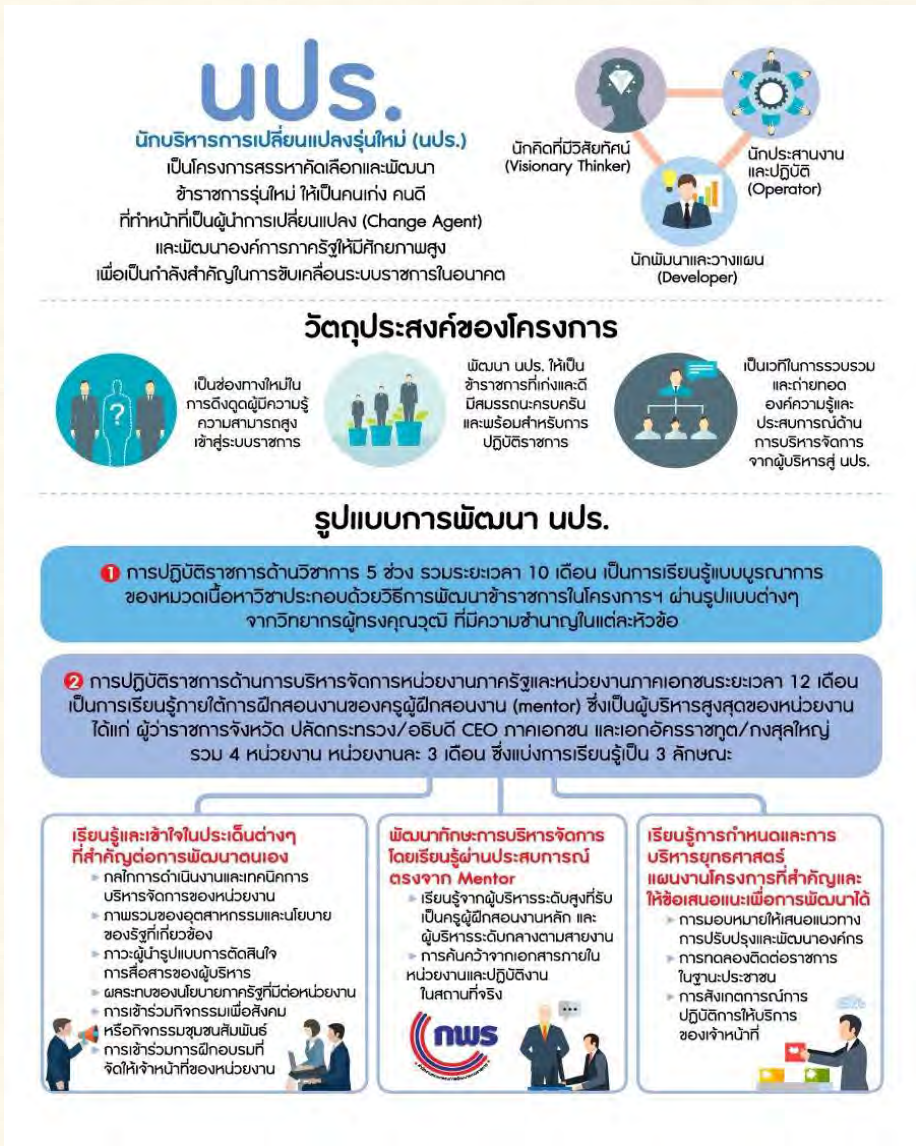 นปร.
นักบริหารการเปลี่ยนแปลงรุ่นใหม่ (นปร.)
เป็นโครงการสรรหาคัดเลือกและพัฒนา
ข้าราชการรุ่นใหม่ ให้เป็นคนเก่ง คนดี
ที่ทำหน้าที่เป็นผู้นำการเปลี่ยนแปลง (Change Agent)
และพัฒนาองค์การภาครัฐให้มีศักยภาพสูง
เพื่อเป็นกำลังสำคัญในการขับเคลื่อนระบบราชการในอนาคต
นักคิดที่มีวิสัยทัศน์
(Visionary Thinker)
นักประสานงาน
และปฏิบัติ
(Operator)
นักพัฒนาและวางแผน
(Developer)
วัตถุประสงค์ของโครงการ
?
เป็นช่องทางใหม่ใน
การดึงดูดผู้มีความรู้
ความสามารถสูง
เข้าสู่ระบบราชการ
พัฒนา นปร. ให้เป็น
ข้าราชการที่เก่งและดี
มีสมรรถนะครบครัน
และพร้อมสำหรับการ
ปฏิบัติราชการ
เป็นเวทีในการรวบรวม
และถ่ายทอด
องค์ความรู้และ
ประสบการณ์ด้าน
การบริหารจัดการ
จากผู้บริหารสู่ นปร.
รูปแบบการพัฒนา นปร.
1 การปฏิบัติราชการด้านวิชาการ 5 ช่วง รวมระยะเวลา 10 เดือน เป็นการเรียนรู้แบบบูรณาการ
ของหมวดเนื้อหาวิชาประกอบด้วยวิธีการพัฒนาข้าราชการในโครงการฯ ผ่านรูปแบบต่างๆ
จากวิทยากรผู้ทรงคุณวุฒิ ที่มีความชำนาญในแต่ละหัวข้อ
2 การปฏิบัติราชการด้านการบริหารจัดการหน่วยงานภาครัฐและหน่วยงานภาคเอกชนระยะเวลา 12 เดือน
เป็นการเรียนรู้ภายใต้การฝึกสอนงานของครูผู้ฝึกสอนงาน (mentor) ซึ่งเป็นผู้บริหารสูงสุดของหน่วยงาน
ได้แก่ ผู้ว่าราชการจังหวัด ปลัดกระทรวง/อธิบดี CEO ภาคเอกชน และเอกอัครราชทูต/กงสุลใหญ่
รวม 4 หน่วยงาน หน่วยงานละ 3 เดือน ซึ่งแบ่งการเรียนรู้เป็น 3 ลักษณะ
เรียนรู้และเข้าใจในประเด็นต่างๆ
ที่สำคัญต่อการพัฒนาตนเอง
กลไกการดำเนินงานและเทคนิคการ
บริหารจัดการของหน่วยงาน
ภาพรวมของอุตสาหกรรมและนโยบาย
ของรัฐที่เกี่ยวข้อง
ภาวะผู้นำรูปแบบการตัดสินใจ
การสื่อสารของผู้บริหาร
ผลระทบของนโยบายภาครัฐที่มีต่อหน่วยงาน
การเข้าร่วมกิจกรรมเพื่อสังคม
หรือกิจกรรมชุมชนสัมพันธ์
การเข้าร่วมการฝึกอบรมที่
จัดให้เจ้าหน้าที่ของหน่วยงาน
พัฒนาทักษะการบริหารจัดการ
โดยเรียนรู้ผ่านประสบการณ์
ตรงจาก Mentor
เรียนรู้จากผู้บริหารระดับสูงที่รับ
เป็นครูผู้ฝึกสอนงานหลัก และ
ผู้บริหารระดับกลางตามสายงาน
การค้นคว้าจากเอกสารภายใน
หน่วยงานและปฏิบัติงาน
ในสถานที่จริง
กพร
เรียนรู้การกำหนดและการ
บริหารยุทธศาสตร์
แผนงานโครงการที่สำคัญและ
ให้ข้อเสนอแนะเพื่อการพัฒนาได้
การมอบหมายให้เสนอแนวทาง
การปรับปรุงและพัฒนาองค์กร
การทดลองติดต่อราชการ
ในฐานะประชาชน
การสังเกตการณ์การ
ปฏิบัติการให้บริการ
ของเจ้าหน้าที่